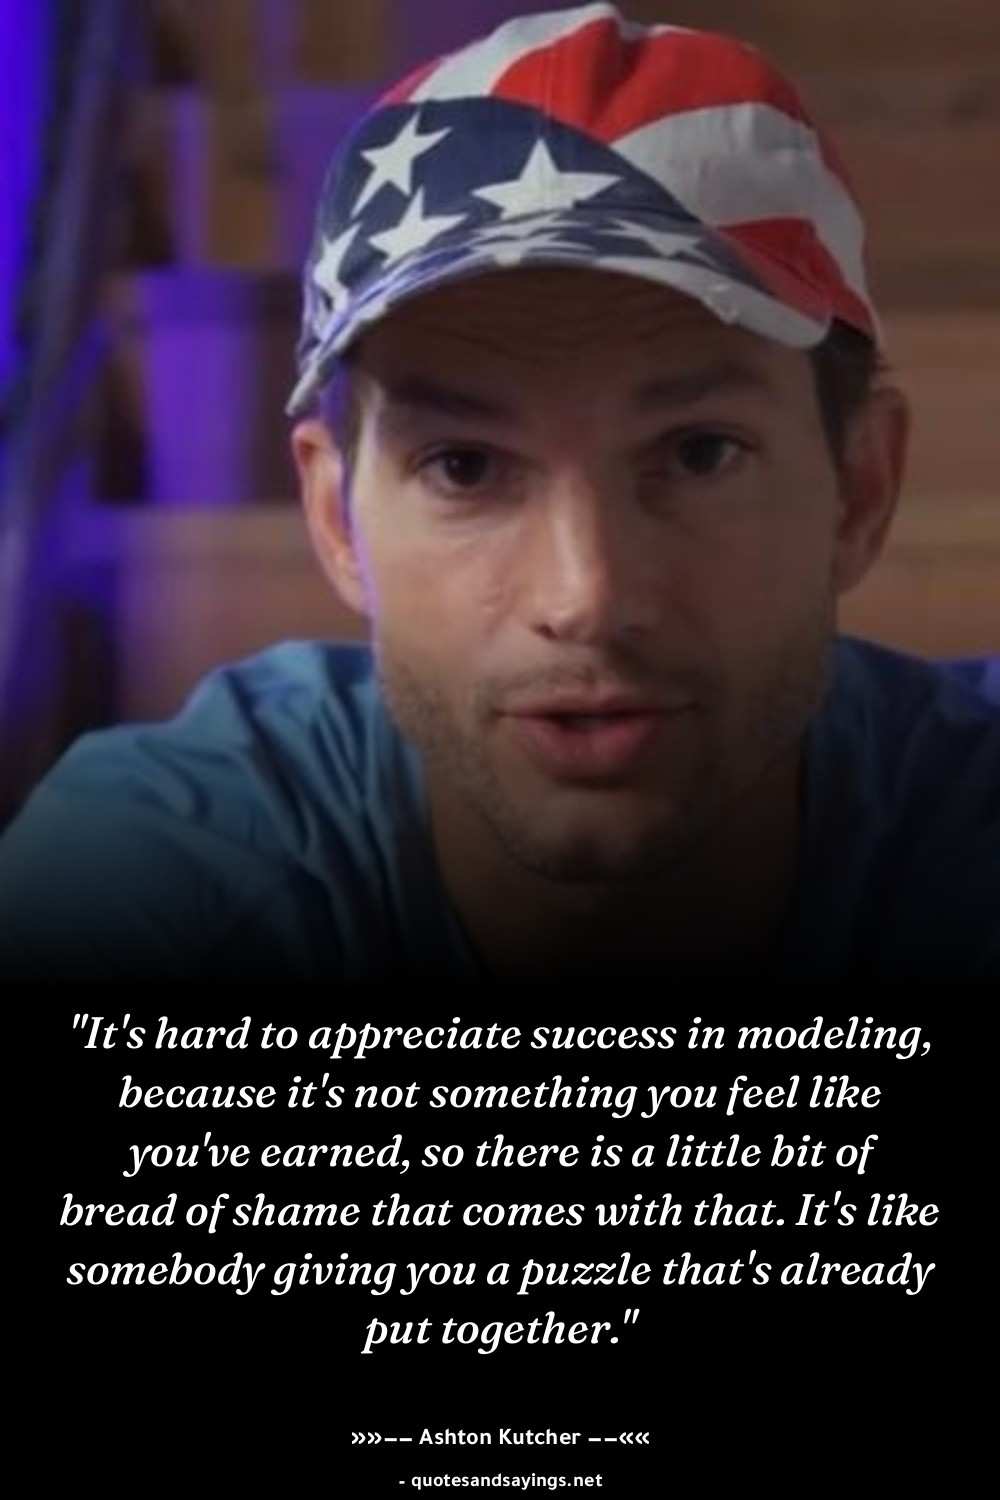 "It's hard to appreciate success in modeling,
because it's not something you feel like
you've earned, so there is a little bit of
bread of shame that comes with that. It's like
somebody giving you a puzzle that's already
put together."
»»–– Ashton Kutcher ––««
- quotesandsayings.net